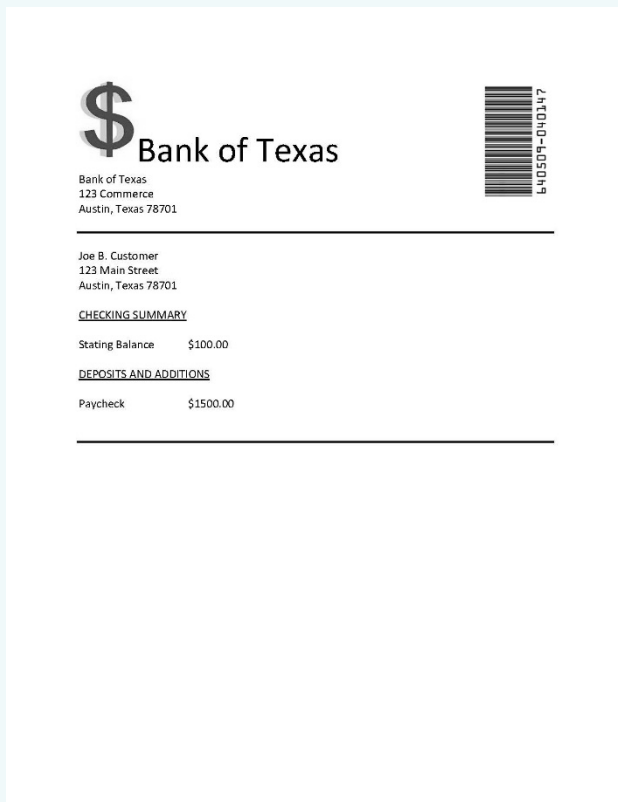 $
Bank of Texas
Bank of Texas
123 Commerce
Austin, Texas 78701
640509-040147
Joe B. Customer
123 Main Street
Austin, Texas 78701
CHECKING SUMMARY
Stating Balance $100.00
DEPOSITS AND ADDITIONS
Paycheck $1500.00